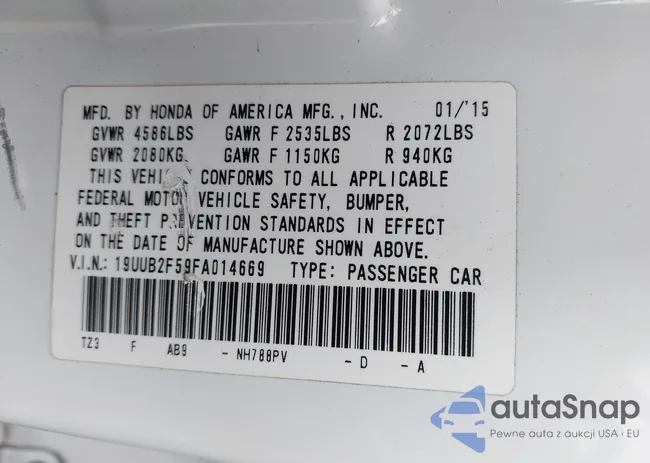 MFD. BY HONDA OF AMERICA MFG., INC. 01/'15
GVWR 4586LBS GAWR F 2535LBS R 2072LBS
GVWR 2080KG GAWR F 1150KG R 940KG
THIS VEHICLE CONFORMS TO ALL APPLICABLE
FEDERAL MOTOR VEHICLE SAFETY, BUMPER,
AND THEFT PREVENTION STANDARDS IN EFFECT
ON THE DATE OF MANUFACTURE SHOWN ABOVE.
V.I.N.: 19UUB2F59FA014669 TYPE: PASSENGER CAR
TZ3 F AB9 - NH788PV - D - A
autaSnap
Pewne auta z aukcji USA i EU